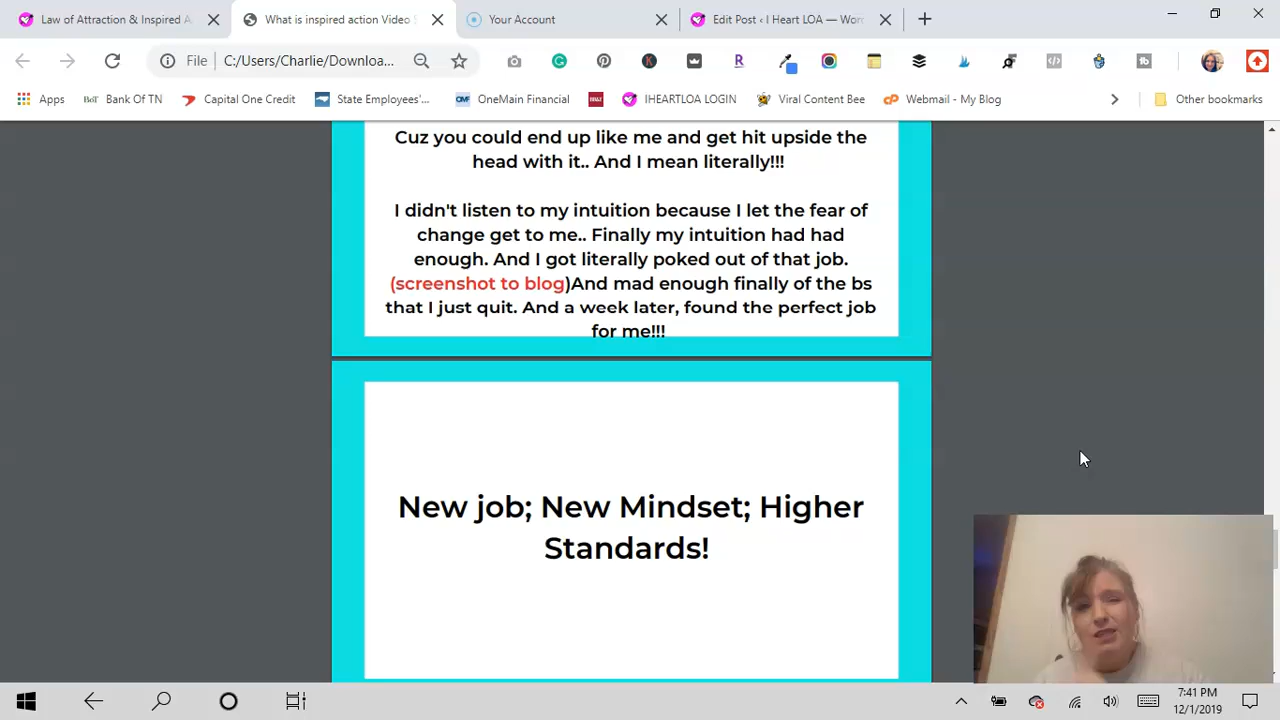 Law of Attraction & Inspired A
What is inspired action Video S
Your Account
Edit Post ‹ I Heart LOA — Wor
File
C:/Users/Charlie/Downloa...
Apps
Bank Of TN
Capital One Credit
State Employees'...
OneMain Financial
IHEARTLOA LOGIN
Viral Content Bee
Webmail - My Blog
Other bookmarks
Cuz you could end up like me and get hit upside the
head with it.. And I mean literally!!!
I didn't listen to my intuition because I let the fear of
change get to me.. Finally my intuition had had
enough. And I got literally poked out of that job.
(screenshot to blog)And mad enough finally of the bs
that I just quit. And a week later, found the perfect job
for me!!!
New job; New Mindset; Higher
Standards!
7:41 PM
12/1/2019